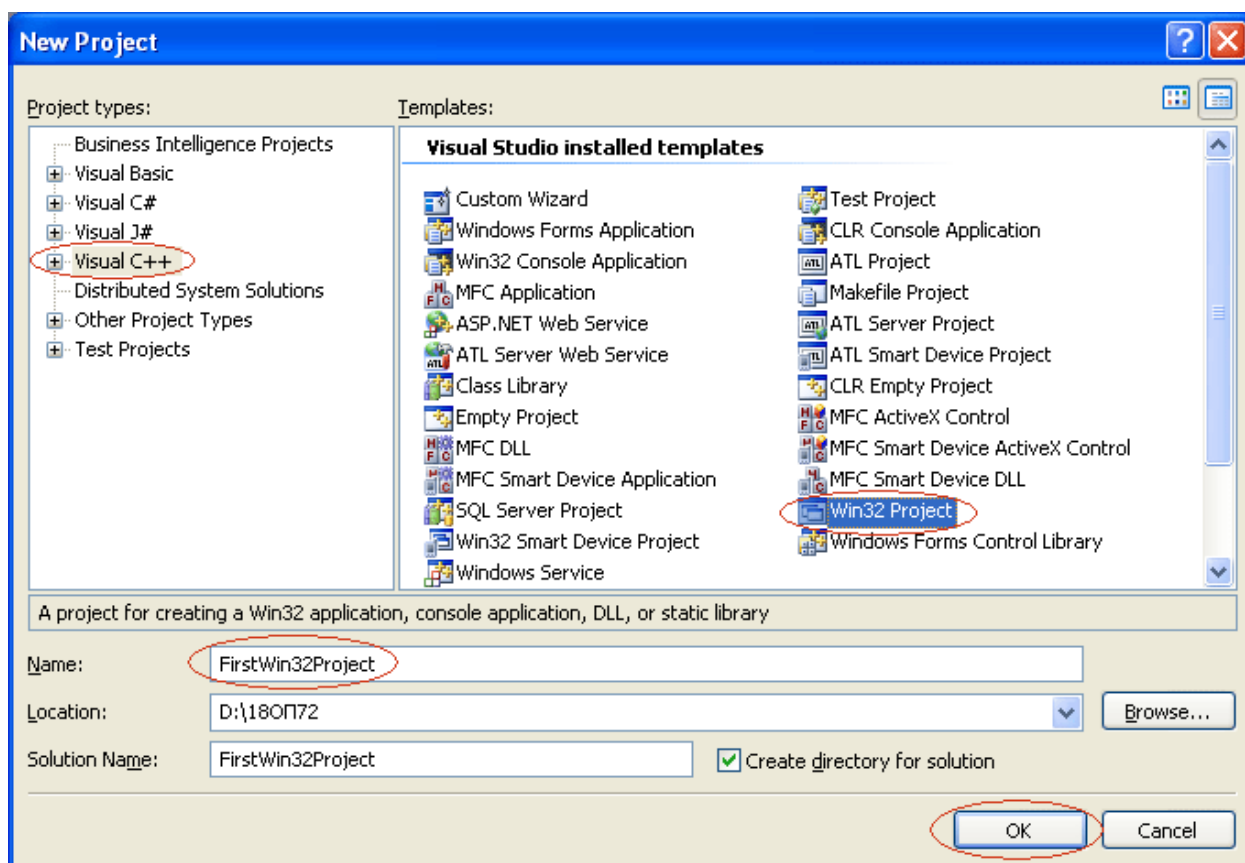 New Project
Project types:
Templates:
Business Intelligence Projects
Visual Basic
Visual C#
Visual J#
Visual C++
Distributed System Solutions
Other Project Types
Test Projects
Visual Studio installed templates
Custom Wizard
Windows Forms Application
Win32 Console Application
MFC Application
ASP.NET Web Service
ATL Server Web Service
Class Library
Empty Project
MFC DLL
MFC Smart Device Application
SQL Server Project
Win32 Smart Device Project
Windows Service
Test Project
CLR Console Application
ATL Project
Makefile Project
ATL Server Project
ATL Smart Device Project
CLR Empty Project
MFC ActiveX Control
MFC Smart Device ActiveX Control
MFC Smart Device DLL
Win32 Project
Windows Forms Control Library
A project for creating a Win32 application, console application, DLL, or static library
Name: FirstWin32Project
Location: D:\18ОП72 Browse...
Solution Name: FirstWin32Project Create directory for solution
OK Cancel